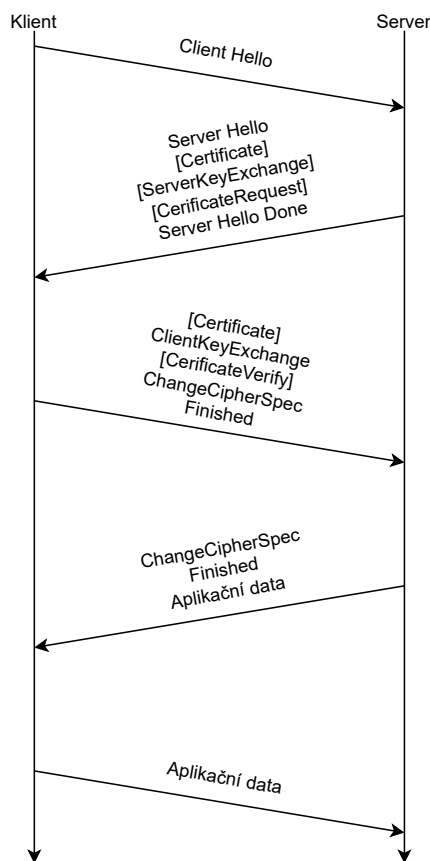 Klient
Server
Client Hello
Server Hello
[Certificate]
[ServerKeyExchange]
[CerificateRequest]
Server Hello Done
[Certificate]
ClientKeyExchange
[CerificateVerify]
ChangeCipherSpec
Finished
ChangeCipherSpec
Finished
Aplikační data
Aplikační data